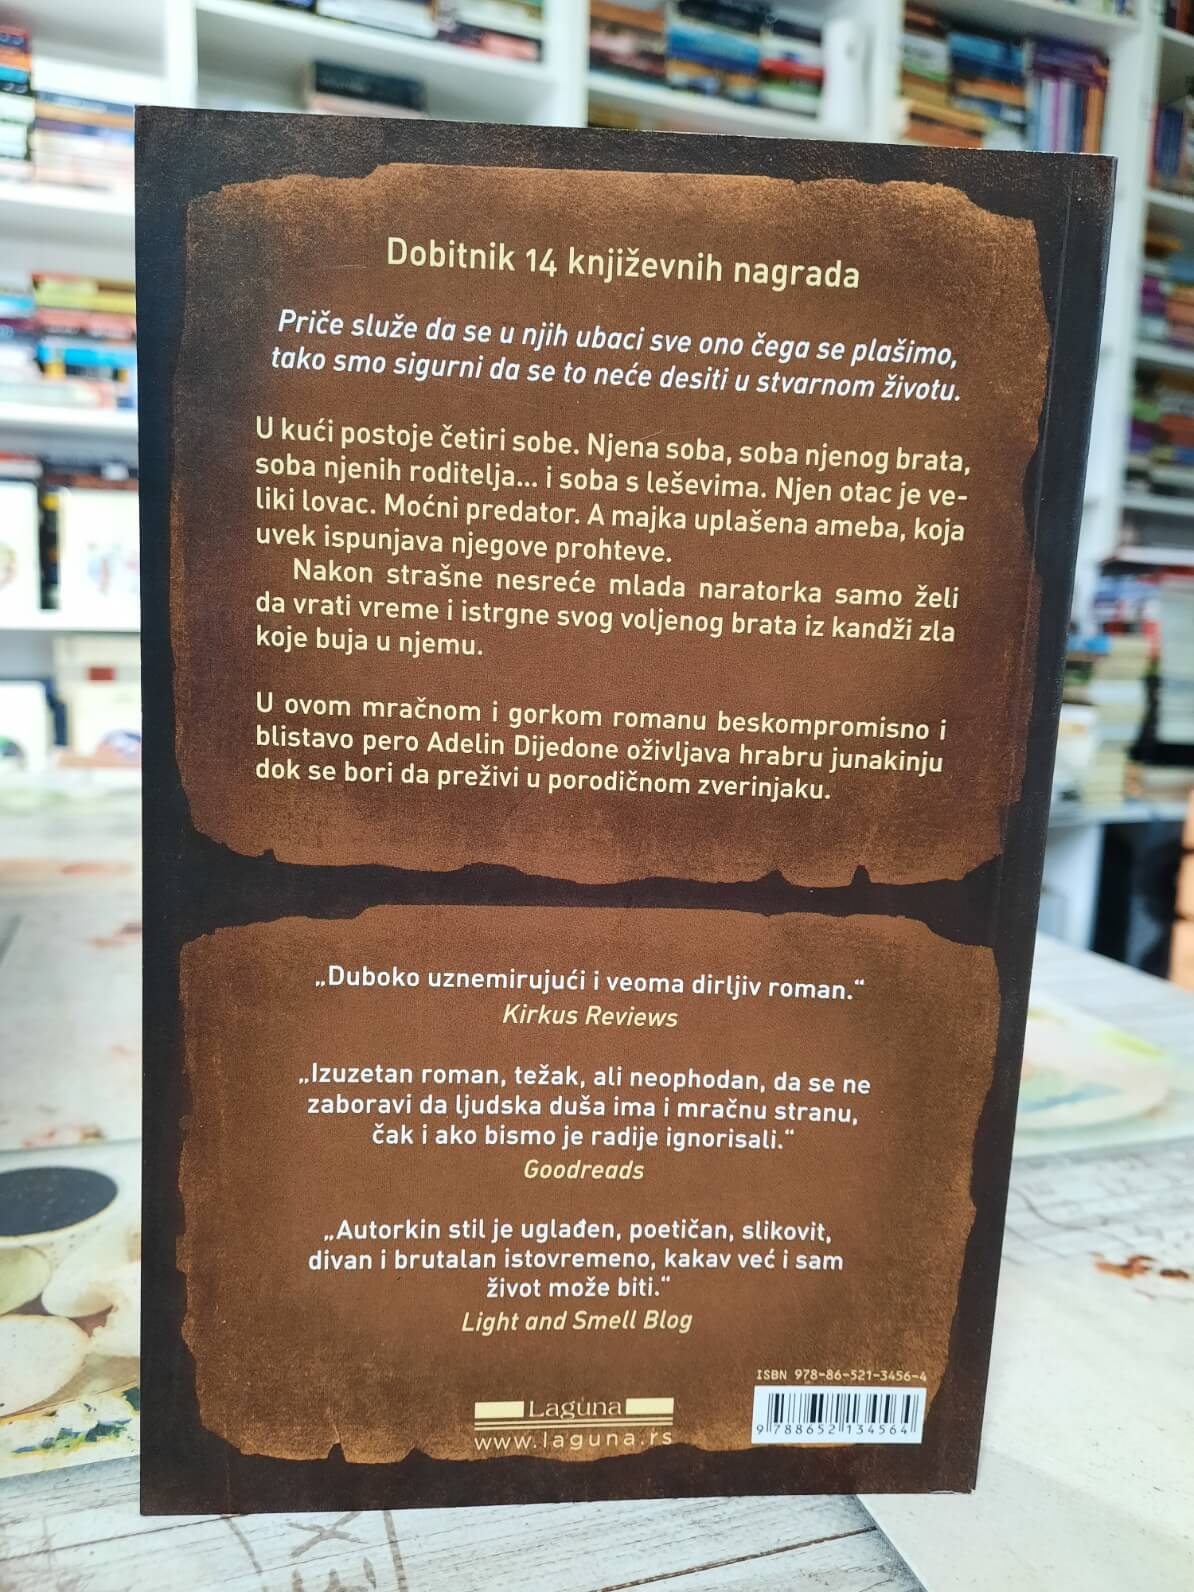 Dobitnik 14 književnih nagrada
Priče služe da se u njih ubaci sve ono čega se plašimo,
tako smo sigurni da se to neće desiti u stvarnom životu.
U kući postoje četiri sobe. Njena soba, soba njenog brata,
soba njenih roditelja... i soba s leševima. Njen otac je ve-
liki lovac. Moćni predator. A majka uplašena ameba, koja
uvek ispunjava njegove prohteve.
Nakon strašne nesreće mlada naratorka samo želi
da vrati vreme i istrgne svog voljenog brata iz kandži zla
koje buja u njemu.
U ovom mračnom i gorkom romanu beskompromisno i
blistavo pero Adelin Dijedone oživljava hrabru junakinju
dok se bori da preživi u porodičnom zverinjaku.
„Duboko uznemirujući i veoma dirljiv roman.“
Kirkus Reviews
„Izuzetan roman, težak, ali neophodan, da se ne
zaboravi da ljudska duša ima i mračnu stranu,
čak i ako bismo je radije ignorisali.“
Goodreads
„Autorkin stil je uglađen, poetičan, slikovit,
divan i brutalan istovremeno, kakav već i sam
život može biti.“
Light and Smell Blog
ISBN 978-86-521-3456-4
9 788652 134564
Laguna
www.laguna.rs